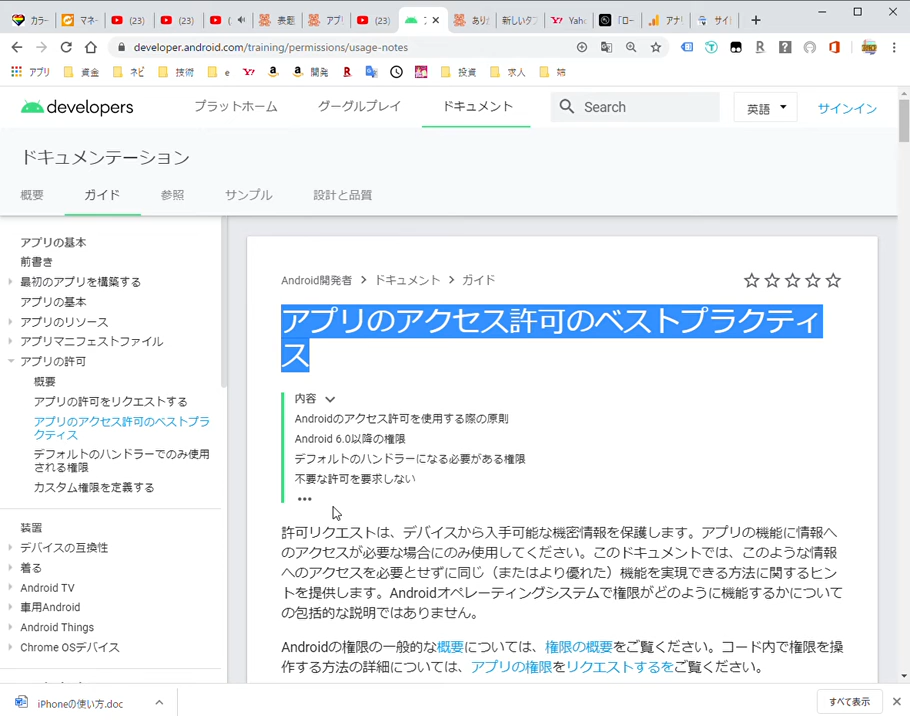 カラー
マネー
(23)
(23)
(
表題
アプ
(23)
ありが
新しいタブ
Yaho
「ロー
アナリ
サイト
developer.android.com/training/permissions/usage-notes
アプリ
資金
ナビ
技術
e
開発
投資
求人
姉
developers
プラットホーム
グーグルプレイ
ドキュメント
Search
英語
サインイン
ドキュメンテーション
概要
ガイド
参照
サンプル
設計と品質
アプリの基本
前書き
最初のアプリを構築する
アプリの基本
アプリのリソース
アプリマニフェストファイル
アプリの許可
概要
アプリの許可をリクエストする
アプリのアクセス許可のベストプラ
クティス
デフォルトのハンドラーでのみ使用
される権限
カスタム権限を定義する
装置
デバイスの互換性
着る
Android TV
車用Android
Android Things
Chrome OSデバイス
Android開発者 > ドキュメント > ガイド
アプリのアクセス許可のベストプラクティ
ス
内容
Androidのアクセス許可を使用する際の原則
Android 6.0以降の権限
デフォルトのハンドラーになる必要がある権限
不要な許可を要求しない
•••
許可リクエストは、デバイスから入手可能な機密情報を保護します。アプリの機能に情報へ
のアクセスが必要な場合にのみ使用してください。このドキュメントでは、このような情報
へのアクセスを必要とせずに同じ（またはより優れた）機能を実現できる方法に関するヒン
トを提供します。Androidオペレーティングシステムで権限がどのように機能するかについて
の包括的な説明ではありません。
Androidの権限の一般的な概要については、権限の概要をご覧ください。コード内で権限を操
作する方法の詳細については、アプリの権限をリクエストするをご覧ください。
iPhoneの使い方.doc
すべて表示